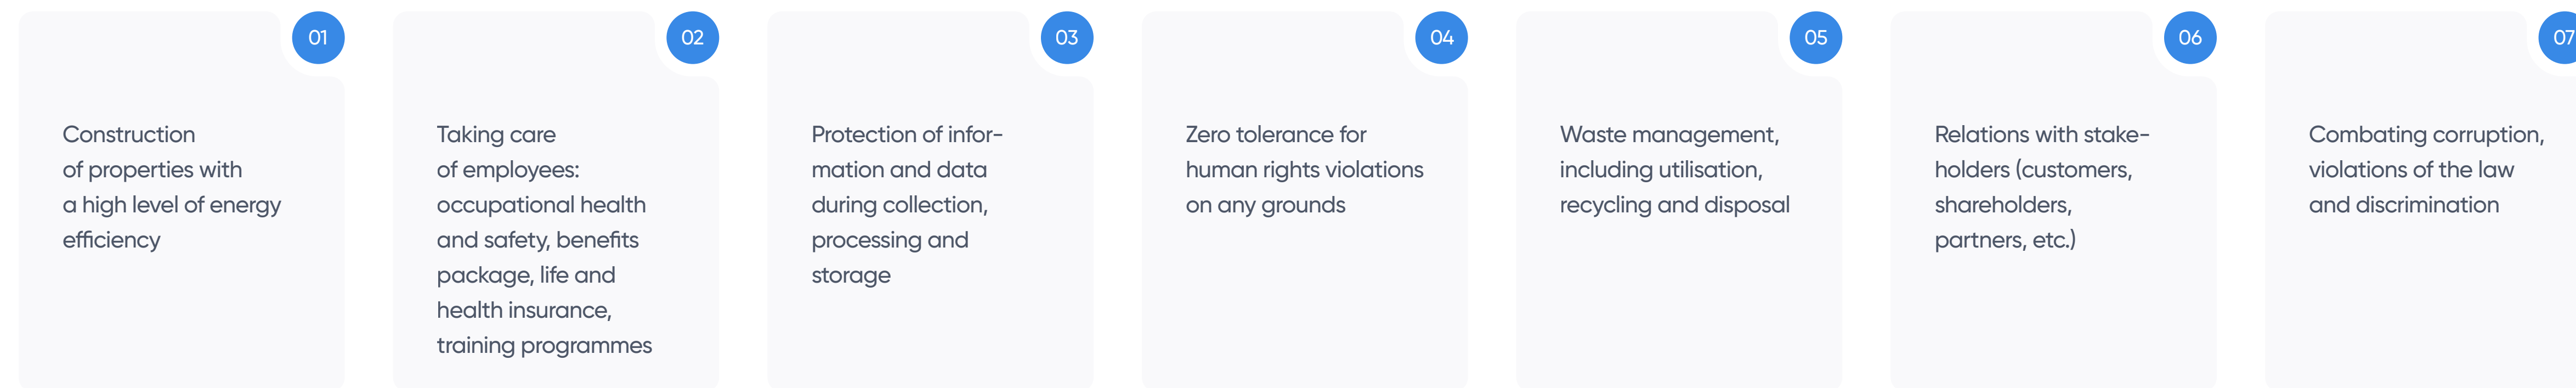 01
Construction
of properties with
a high level of energy
efficiency
02
Taking care
of employees:
occupational health
and safety, benefits
package, life and
health insurance,
training programmes
03
Protection of infor-
mation and data
during collection,
processing and
storage
04
Zero tolerance for
human rights violations
on any grounds
05
Waste management,
including utilisation,
recycling and disposal
06
Relations with stake-
holders (customers,
shareholders,
partners, etc.)
07
Combating corruption,
violations of the law
and discrimination